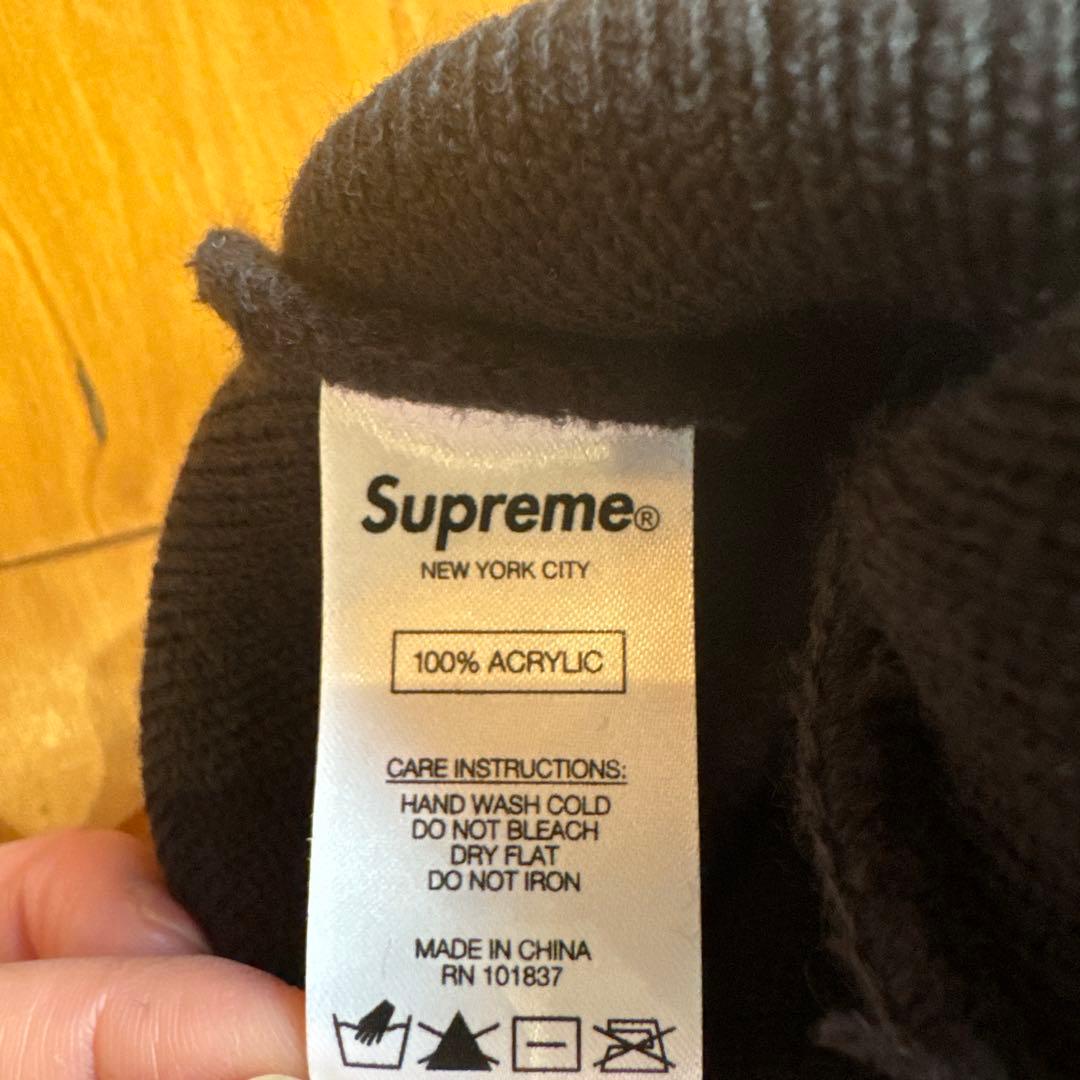 Supreme®
NEW YORK CITY
100% ACRYLIC
CARE INSTRUCTIONS:
HAND WASH COLD
DO NOT BLEACH
DRY FLAT
DO NOT IRON
MADE IN CHINA
RN 101837